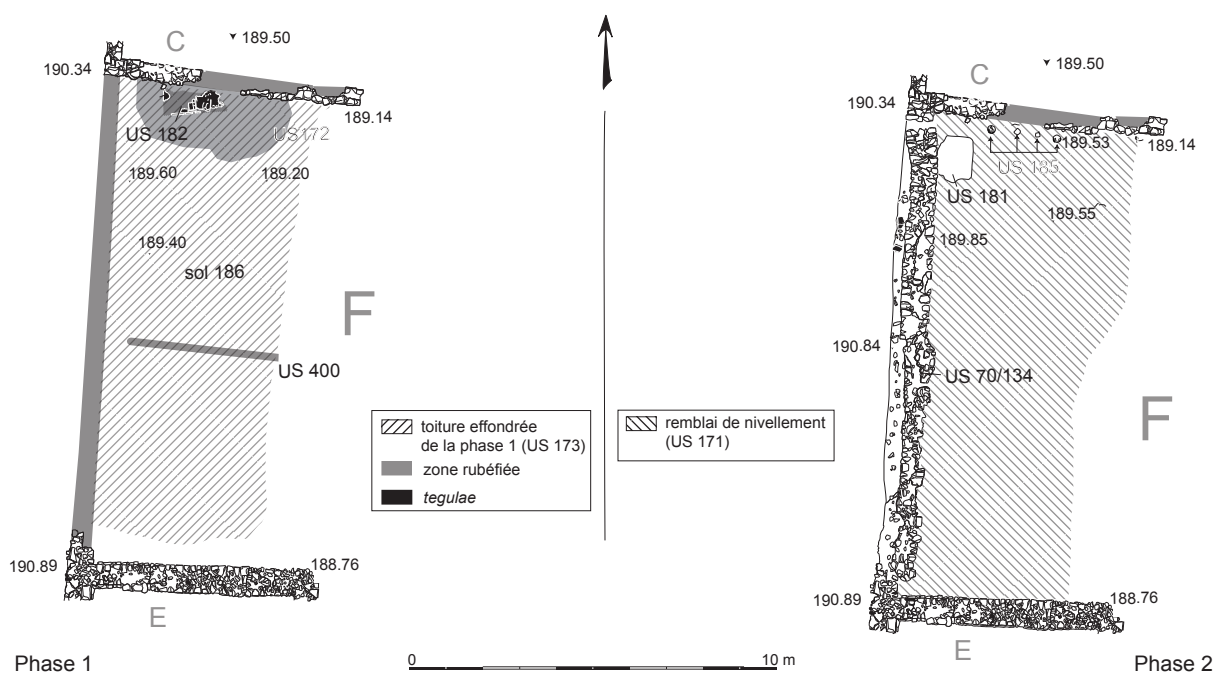 C
189.50
190.34
189.14
US 182
US172
189.60
189.20
189.40
sol 186
F
US 400
190.89
188.76
E
Phase 1
toiture effondrée
de la phase 1 (US 173)
zone rubéfiée
tegulae
remblai de nivellement
(US 171)
0
10 m
C
189.50
190.34
189.53
189.14
US 185
US 181
189.55
189.85
190.84
US 70/134
F
190.89
188.76
E
Phase 2